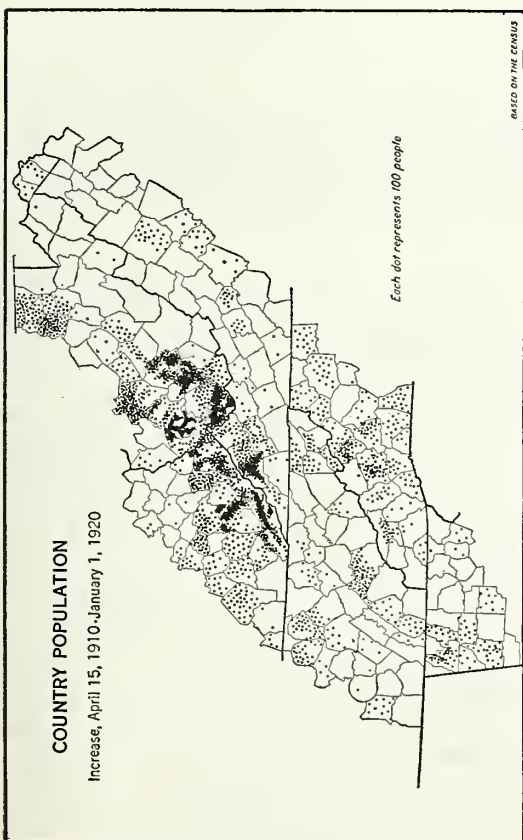 COUNTRY POPULATION
Increase, April 15, 1910-January 1, 1920
Each dot represents 100 people
BASED ON THE CENSUS